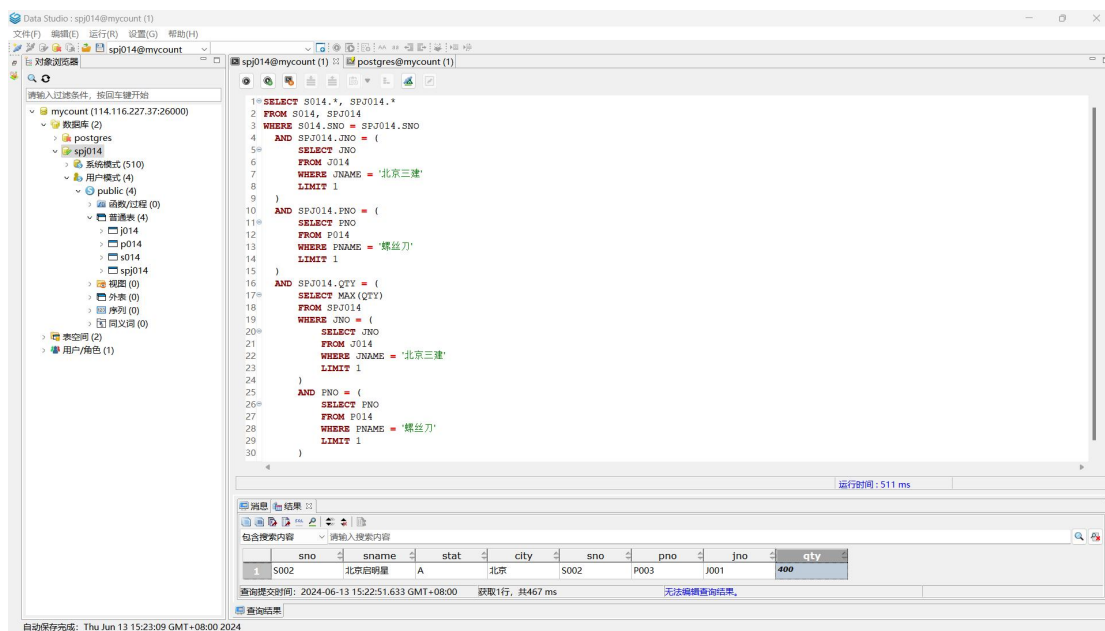 Data Studio : spj014@mycount (1)
文件(F) 编辑(E) 运行(R) 设置(G) 帮助(H)
spj014@mycount
对象浏览器
spj014@mycount (1) postgres@mycount (1)
请输入过滤条件，按回车键开始
mycount (114.116.227.37:26000)
数据库 (2)
postgres
spj014
系统模式 (510)
用户模式 (4)
public (4)
函数/过程 (0)
普通表 (4)
j014
p014
s014
spj014
视图 (0)
外表 (0)
序列 (0)
同义词 (0)
表空间 (2)
用户/角色 (1)
1 SELECT S014.*, SPJ014.*
2 FROM S014, SPJ014
3 WHERE S014.SNO = SPJ014.SNO
4 AND SPJ014.JNO = (
5 SELECT JNO
6 FROM J014
7 WHERE JNAME = '北京三建'
8 LIMIT 1
9 )
10 AND SPJ014.PNO = (
11 SELECT PNO
12 FROM P014
13 WHERE PNAME = '螺丝刀'
14 LIMIT 1
15 )
16 AND SPJ014.QTY = (
17 SELECT MAX(QTY)
18 FROM SPJ014
19 WHERE JNO = (
20 SELECT JNO
21 FROM J014
22 WHERE JNAME = '北京三建'
23 LIMIT 1
24 )
25 AND PNO = (
26 SELECT PNO
27 FROM P014
28 WHERE PNAME = '螺丝刀'
29 LIMIT 1
30 )
运行时间 : 511 ms
消息 结果
包含搜索内容 请输入搜索内容
sno sname stat city sno pno jno qty
1 S002 北京启明星 A 北京 S002 P003 J001 400
查询提交时间：2024-06-13 15:22:51.633 GMT+08:00 获取1行，共467 ms 无法编辑查询结果。
查询结果
自动保存完成：Thu Jun 13 15:23:09 GMT+08:00 2024